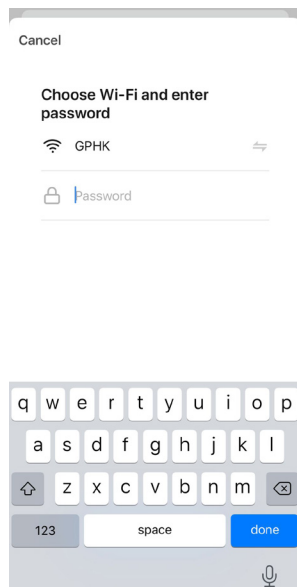 Cancel
Choose Wi-Fi and enter
password
GPHK
Password
q w e r t y u i o p
a s d f g h j k l
z x c v b n m
123 space done